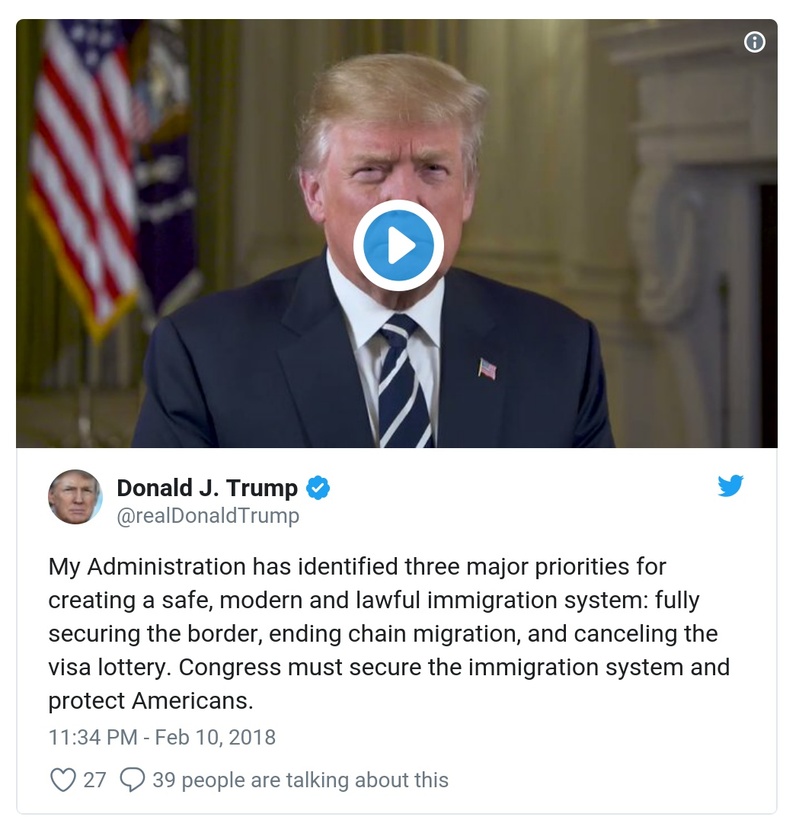 Donald J. Trump
@realDonaldTrump
My Administration has identified three major priorities for
creating a safe, modern and lawful immigration system: fully
securing the border, ending chain migration, and canceling the
visa lottery. Congress must secure the immigration system and
protect Americans.
11:34 PM - Feb 10, 2018
27 39 people are talking about this